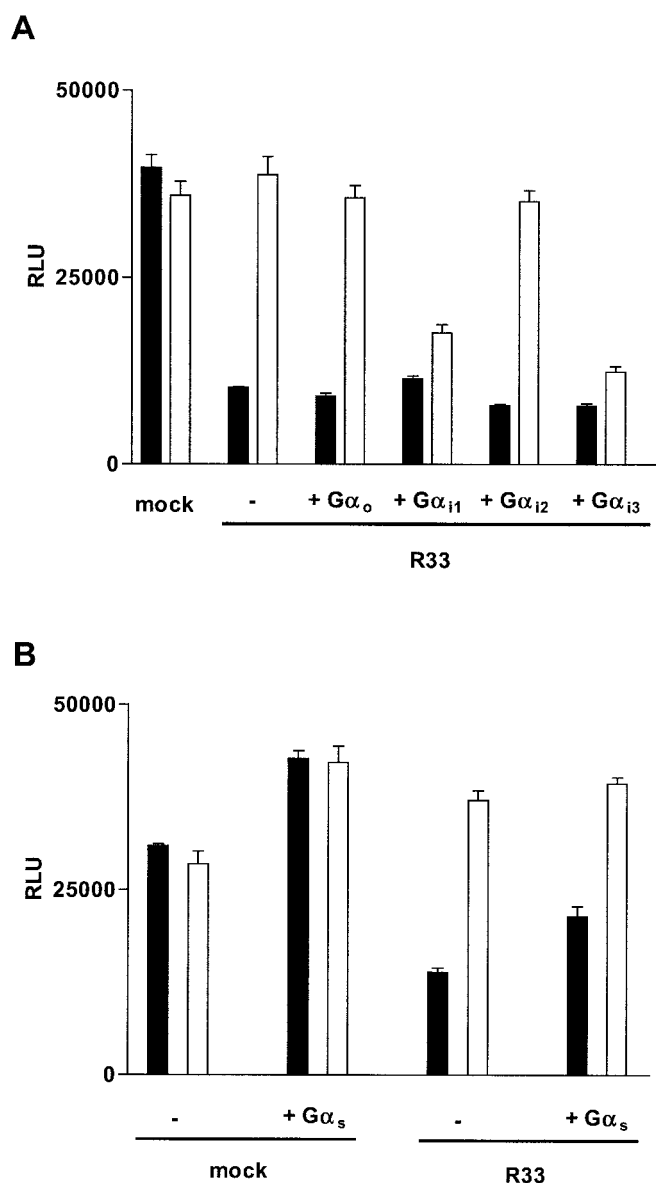 A
50000
25000
0
RLU
mock - + Gαo + Gαi1 + Gαi2 + Gαi3
R33
B
50000
25000
0
RLU
- + Gαs - + Gαs
mock R33